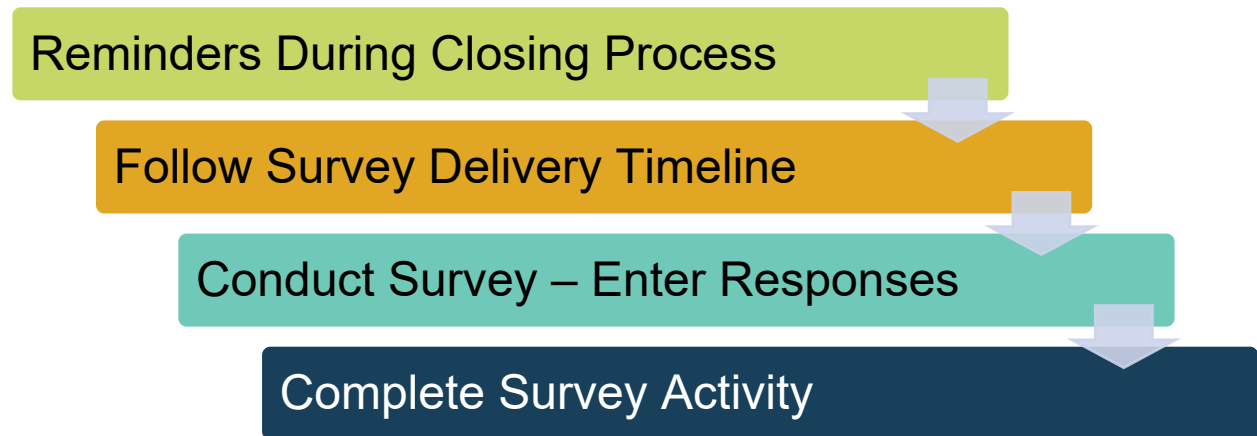 Reminders During Closing Process
Follow Survey Delivery Timeline
Conduct Survey – Enter Responses
Complete Survey Activity